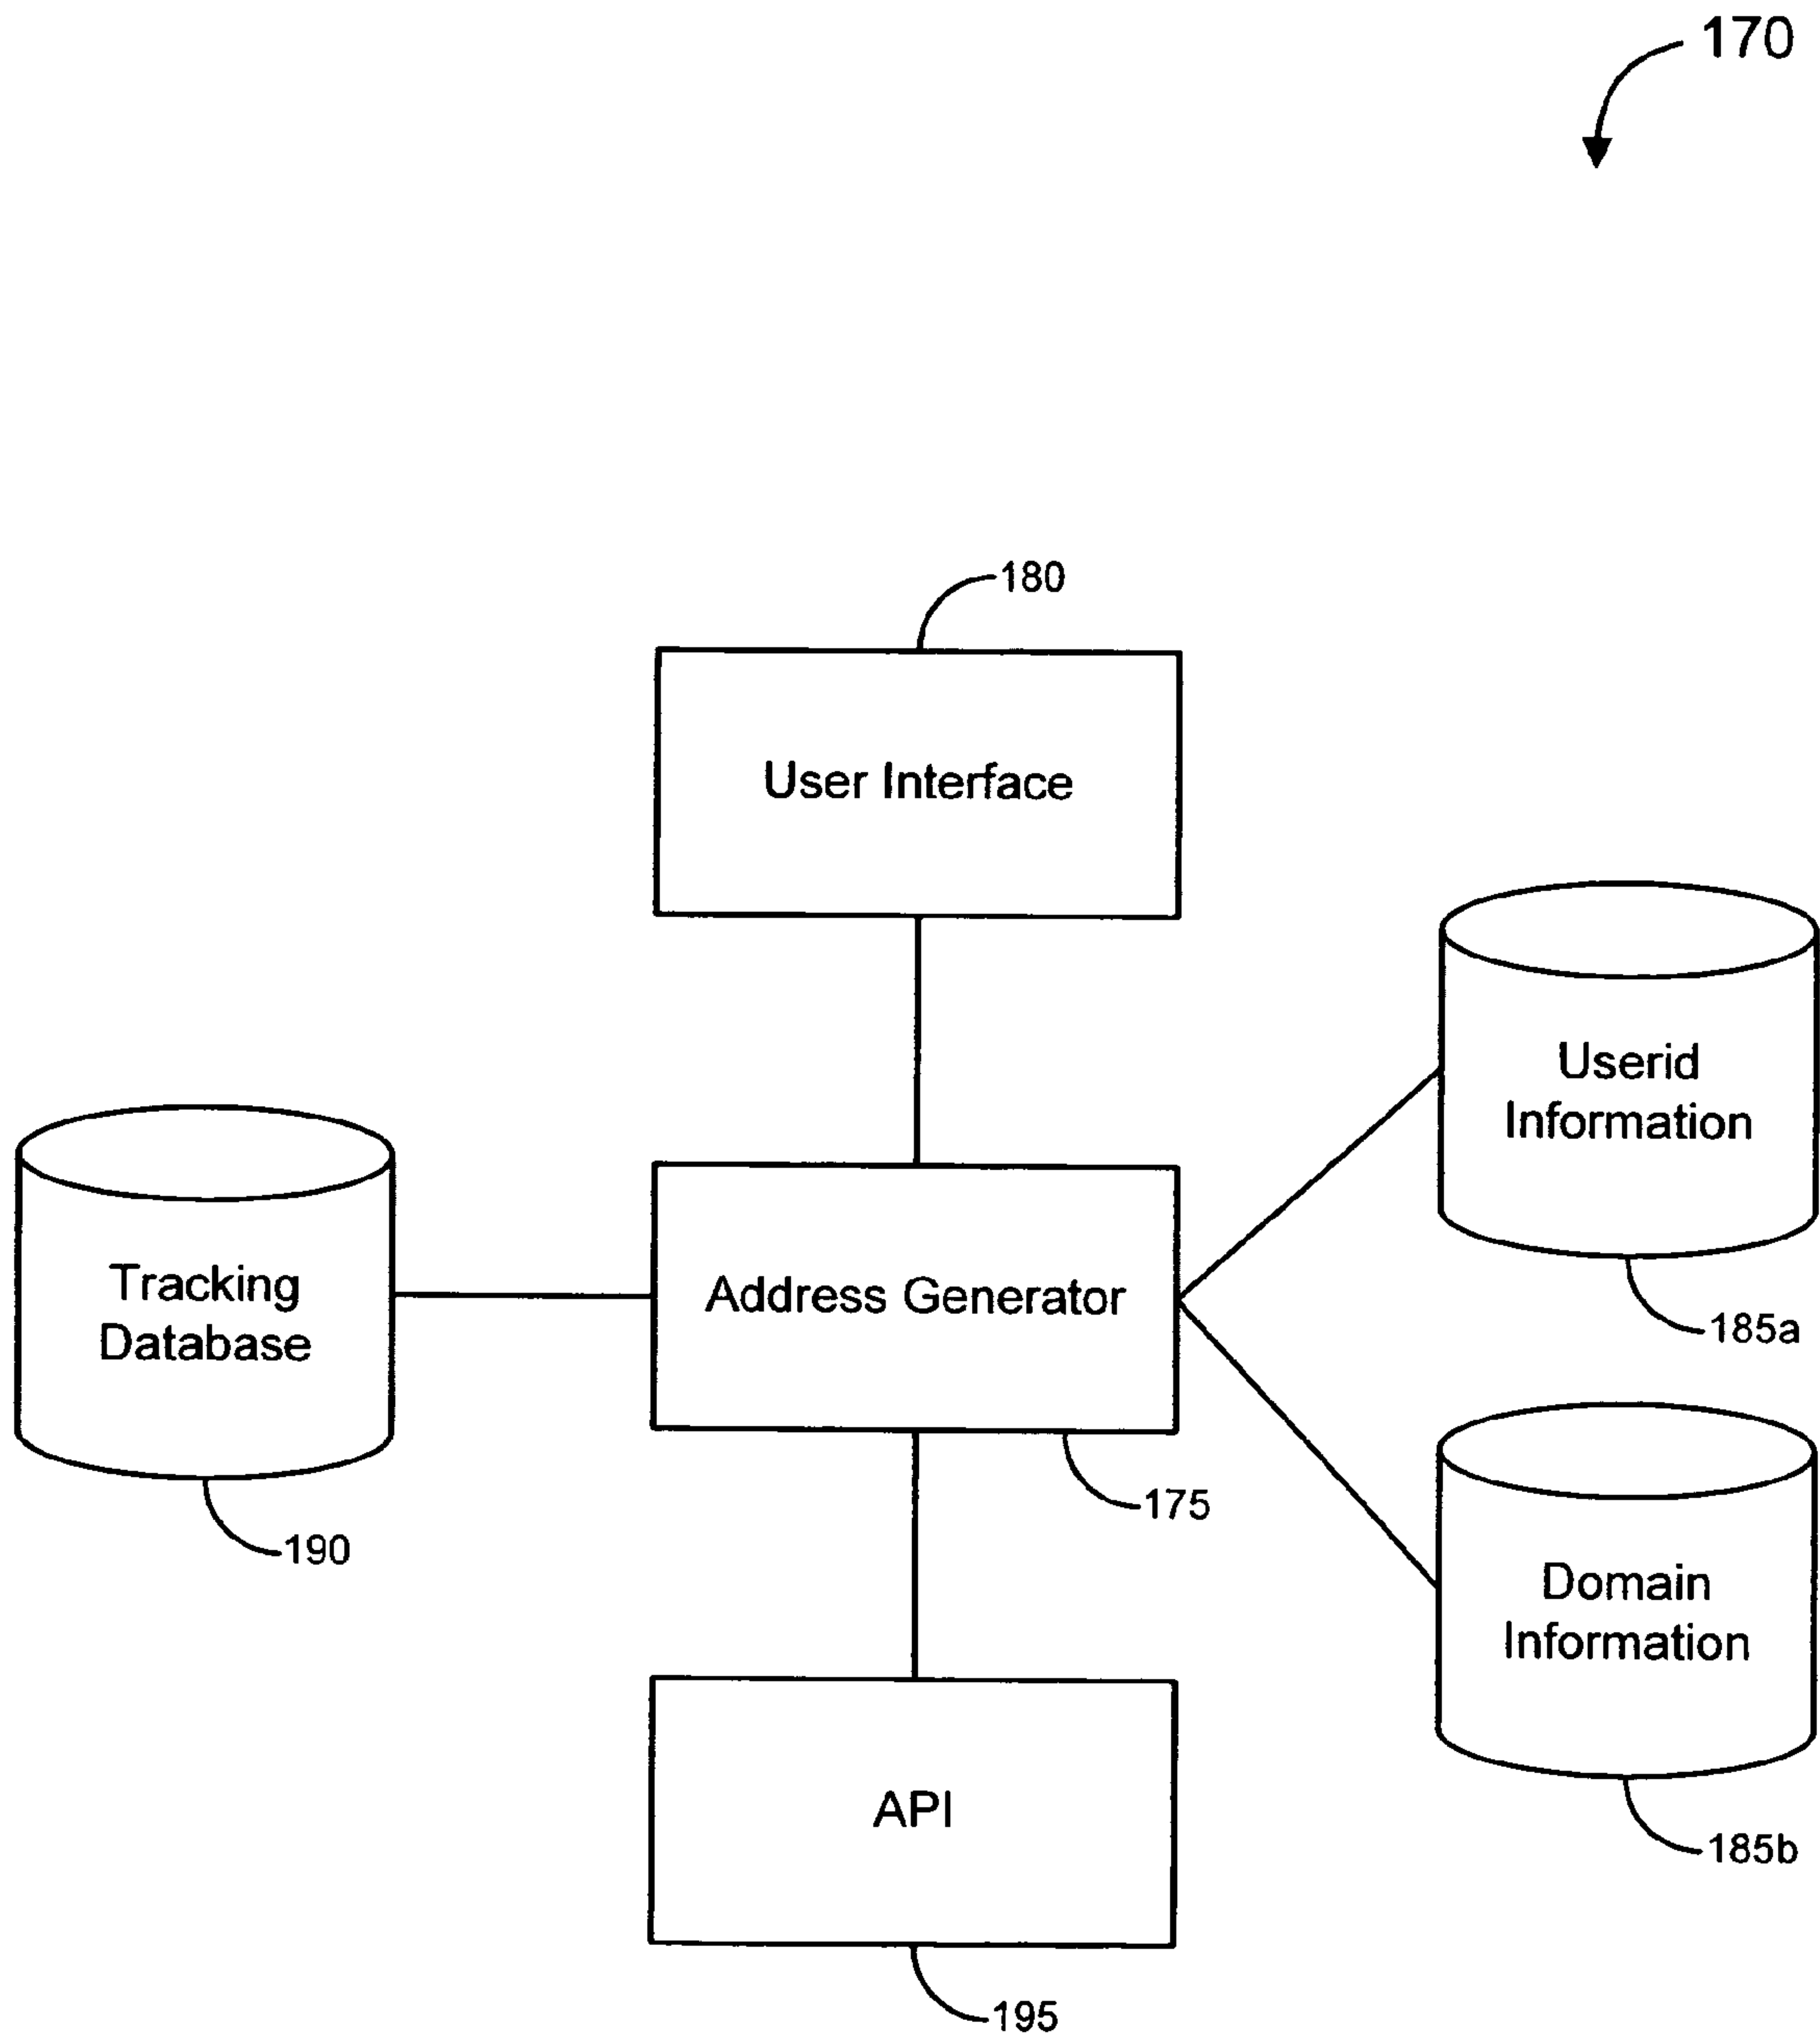 170
180
User Interface
Userid
Information
185a
Tracking
Database
190
Address Generator
175
Domain
Information
185b
API
195